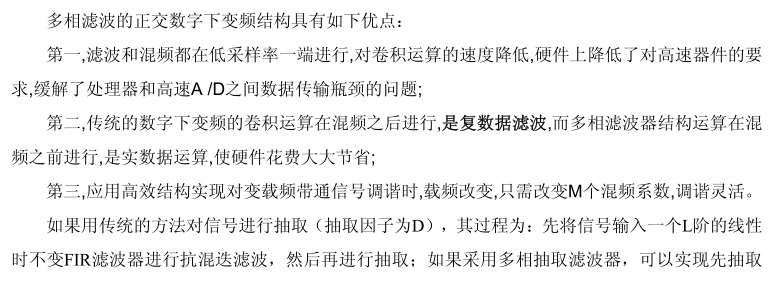 多相滤波的正交数字下变频结构具有如下优点：
第一,滤波和混频都在低采样率一端进行,对卷积运算的速度降低,硬件上降低了对高速器件的要
求,缓解了处理器和高速A /D之间数据传输瓶颈的问题;
第二,传统的数字下变频的卷积运算在混频之后进行,是复数据滤波,而多相滤波器结构运算在混
频之前进行,是实数据运算,使硬件花费大大节省;
第三,应用高效结构实现对变载频带通信号调谐时,载频改变,只需改变M个混频系数,调谐灵活。
如果用传统的方法对信号进行抽取（抽取因子为D），其过程为：先将信号输入一个L阶的线性
时不变FIR滤波器进行抗混迭滤波，然后再进行抽取；如果采用多相抽取滤波器，可以实现先抽取